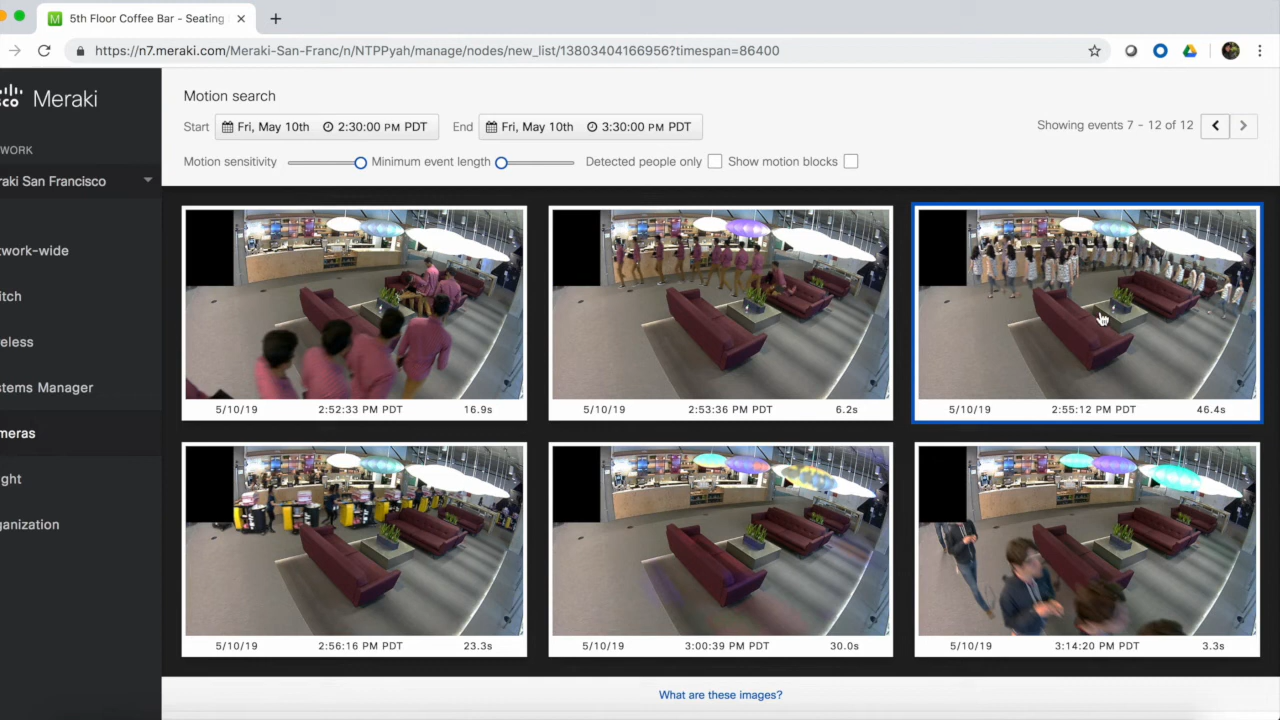 5th Floor Coffee Bar - Seating
https://n7.meraki.com/Meraki-San-Franc/n/NTPPyah/manage/nodes/new_list/13803404166956?timespan=86400
sco Meraki
WORK
raki San Francisco
twork-wide
itch
reless
stems Manager
meras
ght
ganization
Motion search
Start Fri, May 10th 2:30:00 PM PDT End Fri, May 10th 3:30:00 PM PDT
Showing events 7 - 12 of 12
Motion sensitivity Minimum event length Detected people only Show motion blocks
5/10/19 2:52:33 PM PDT 16.9s
5/10/19 2:53:36 PM PDT 6.2s
5/10/19 2:55:12 PM PDT 46.4s
5/10/19 2:56:16 PM PDT 23.3s
5/10/19 3:00:39 PM PDT 30.0s
5/10/19 3:14:20 PM PDT 3.3s
What are these images?